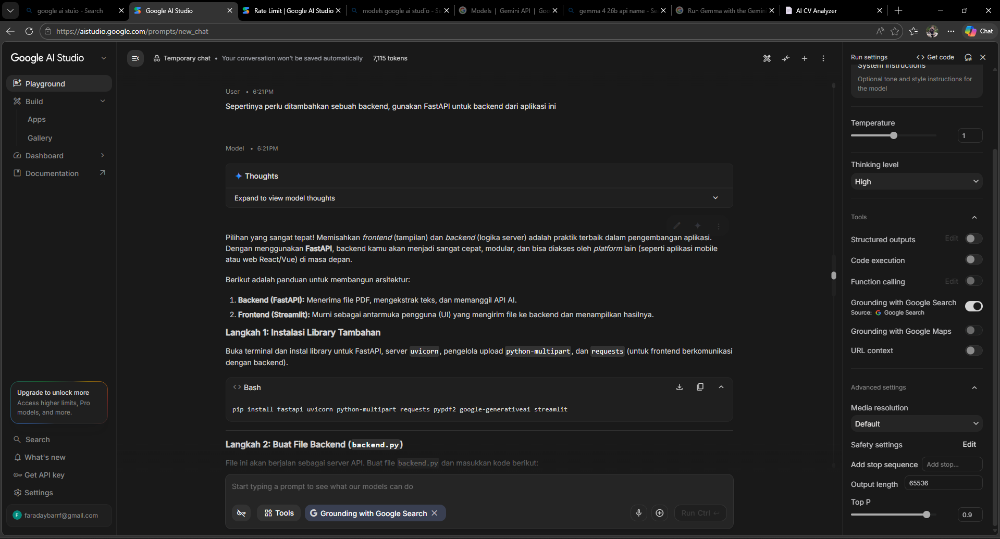 google ai stuio - Search
Google AI Studio
Rate Limit | Google AI Studio
models google ai studio - Se
Models | Gemini API | Goo
gemma 4 26b api name - Se
Run Gemma with the Gemin
AI CV Analyzer
https://aistudio.google.com/prompts/new_chat
Chat
Google AI Studio
Playground
Build
Apps
Gallery
Dashboard
Documentation
Upgrade to unlock more
Access higher limits, Pro
models, and more.
Search
What's new
Get API key
Settings
F
faradaybarrf@gmail.com
Temporary chat • Your conversation won't be saved automatically 7,115 tokens
User • 6:21 PM
Sepertinya perlu ditambahkan sebuah backend, gunakan FastAPI untuk backend dari aplikasi ini
Model • 6:21 PM
Thoughts
Expand to view model thoughts
Pilihan yang sangat tepat! Memisahkan frontend (tampilan) dan backend (logika server) adalah praktik terbaik dalam pengembangan aplikasi.
Dengan menggunakan FastAPI, backend kamu akan menjadi sangat cepat, modular, dan bisa diakses oleh platform lain (seperti aplikasi mobile
atau web React/Vue) di masa depan.
Berikut adalah panduan untuk membangun arsitektur:
1. Backend (FastAPI): Menerima file PDF, mengekstrak teks, dan memanggil API AI.
2. Frontend (Streamlit): Murni sebagai antarmuka pengguna (UI) yang mengirim file ke backend dan menampilkan hasilnya.
Langkah 1: Instalasi Library Tambahan
Buka terminal dan instal library untuk FastAPI, server uvicorn, pengelola upload python-multipart, dan requests (untuk frontend berkomunikasi
dengan backend).
<> Bash
pip install fastapi uvicorn python-multipart requests pypdf2 google-generativeai streamlit
Langkah 2: Buat File Backend (backend.py)
File ini akan berjalan sebagai server API. Buat file backend.py dan masukkan kode berikut:
Start typing a prompt to see what our models can do
Tools
Grounding with Google Search
Run Ctrl
Run settings
<> Get code
System instructions
Optional tone and style instructions for
the model
Temperature
1
Thinking level
High
Tools
Structured outputs Edit
Code execution
Function calling Edit
Grounding with Google Search
Source: Google Search
Grounding with Google Maps
URL context
Advanced settings
Media resolution
Default
Safety settings Edit
Add stop sequence Add stop...
Output length 65536
Top P
0.9